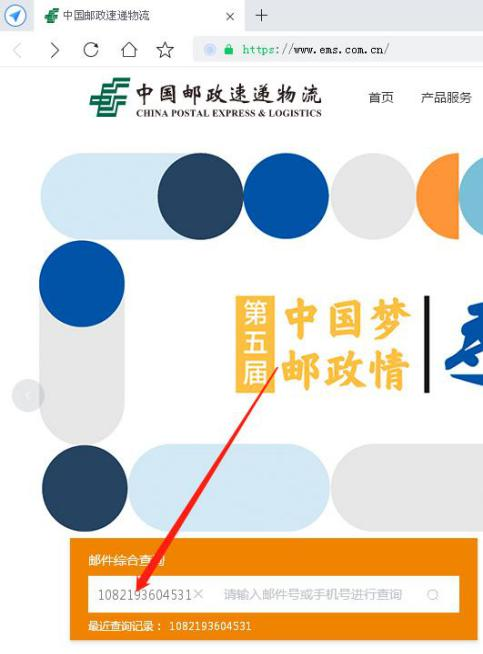 中国邮政速递物流
https://www.ems.com.cn/
中国邮政速递物流
CHINA POSTAL EXPRESS & LOGISTICS
首页 产品服务
第五届
中国梦
邮政情
邮件综合查询
1082193604531 请输入邮件号或手机号进行查询
最近查询记录： 1082193604531